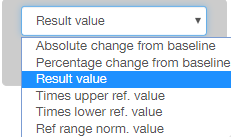 Result value
Absolute change from baseline
Percentage change from baseline
Result value
Times upper ref. value
Times lower ref. value
Ref range norm. value